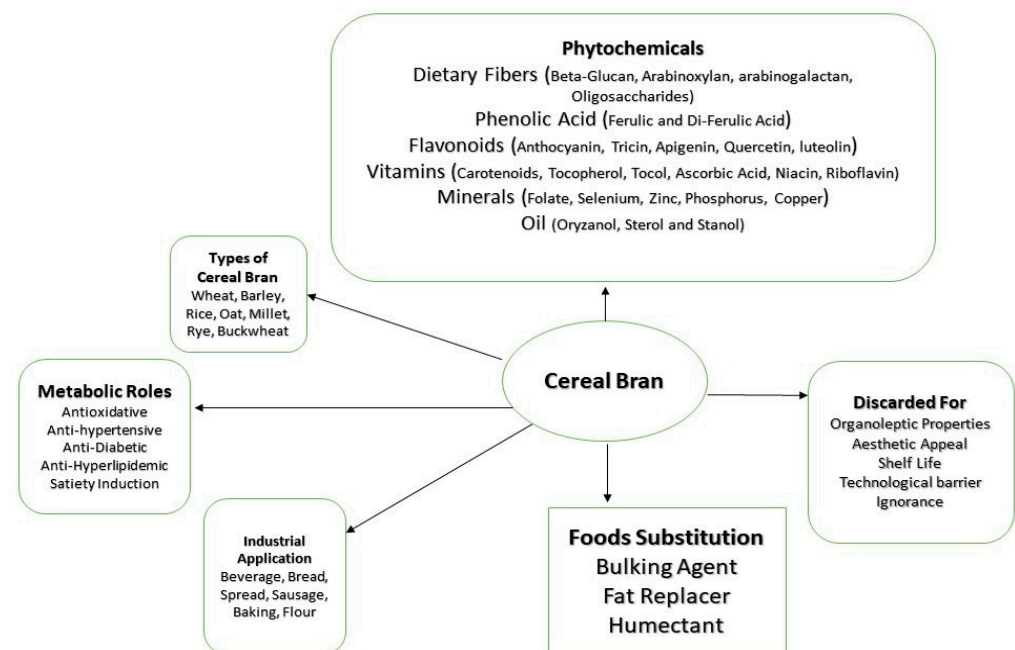 Phytochemicals
Dietary Fibers (Beta-Glucan, Arabinoxylan, arabinogalactan,
Oligosaccharides)
Phenolic Acid (Ferulic and Di-Ferulic Acid)
Flavonoids (Anthocyanin, Tricin, Apigenin, Quercetin, luteolin)
Vitamins (Carotenoids, Tocopherol, Tocol, Ascorbic Acid, Niacin, Riboflavin)
Minerals (Folate, Selenium, Zinc, Phosphorus, Copper)
Oil (Oryzanol, Sterol and Stanol)
Types of
Cereal Bran
Wheat, Barley,
Rice, Oat, Millet,
Rye, Buckwheat
Cereal Bran
Metabolic Roles
Antioxidative
Anti-hypertensive
Anti-Diabetic
Anti-Hyperlipidemic
Satiety Induction
Discarded For
Organoleptic Properties
Aesthetic Appeal
Shelf Life
Technological barrier
Ignorance
Industrial
Application
Beverage, Bread,
Spread, Sausage,
Baking, Flour
Foods Substitution
Bulking Agent
Fat Replacer
Humectant